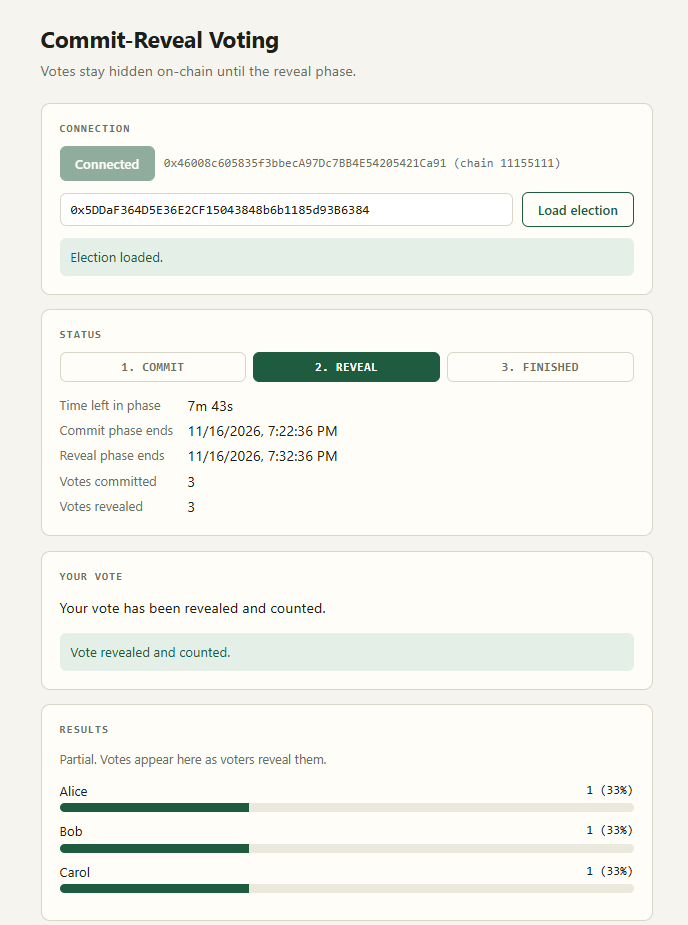 Commit-Reveal Voting
Votes stay hidden on-chain until the reveal phase.
CONNECTION
Connected 0x46008c605835f3bbecA97Dc7BB4E54205421Ca91 (chain 11155111)
0x5DDaF364D5E36E2CF15043848b6b1185d93B6384 Load election
Election loaded.
STATUS
1. COMMIT 2. REVEAL 3. FINISHED
Time left in phase 7m 43s
Commit phase ends 11/16/2026, 7:22:36 PM
Reveal phase ends 11/16/2026, 7:32:36 PM
Votes committed 3
Votes revealed 3
YOUR VOTE
Your vote has been revealed and counted.
Vote revealed and counted.
RESULTS
Partial. Votes appear here as voters reveal them.
Alice 1 (33%)
Bob 1 (33%)
Carol 1 (33%)